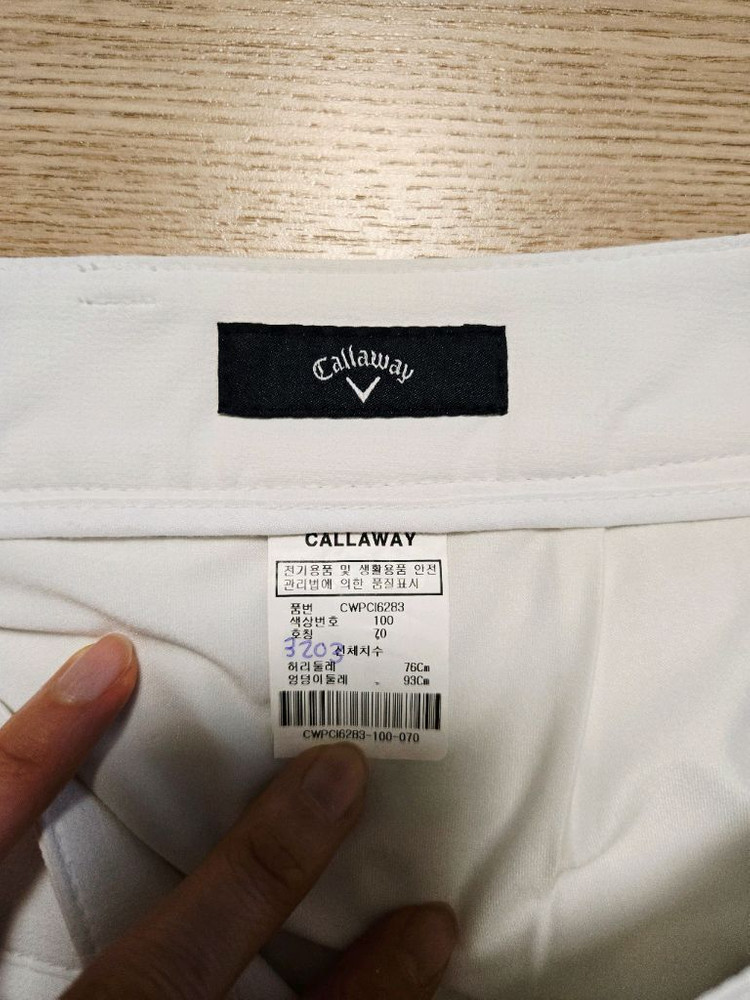 Callaway
CALLAWAY
전기용품 및 생활용품 안전
관리법에 의한 품질표시
품번 CWPCI6283
색상번호 100
호칭 70
3203 신체치수
허리둘레 76Cm
엉덩이둘레 93Cm
CWPCI6283-100-070